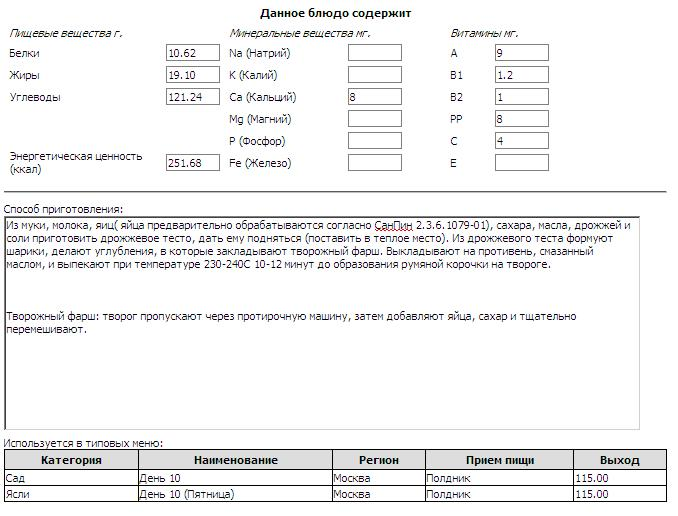 Данное блюдо содержит
Пищевые вещества г. Минеральные вещества мг. Витамины мг.
Белки 10.62 Na (Натрий) A 9
Жиры 19.10 K (Калий) B1 1.2
Углеводы 121.24 Ca (Кальций) 8 B2 1
Mg (Магний) PP 8
P (Фосфор) C 4
Энергетическая ценность (ккал) 251.68 Fe (Железо) E
Способ приготовления:
Из муки, молока, яиц( яйца предварительно обрабатываются согласно СанПин 2.3.6.1079-01), сахара, масла, дрожжей и
соли приготовить дрожжевое тесто, дать ему подняться (поставить в теплое место). Из дрожжевого теста формуют
шарики, делают углубления, в которые закладывают творожный фарш. Выкладывают на противень, смазанный
маслом, и выпекают при температуре 230-240С 10-12 минут до образования румяной корочки на твороге.
Творожный фарш: творог пропускают через протирочную машину, затем добавляют яйца, сахар и тщательно
перемешивают.
Используется в типовых меню:
Категория Наименование Регион Прием пищи Выход
Сад День 10 Москва Полдник 115.00
Ясли День 10 (Пятница) Москва Полдник 115.00